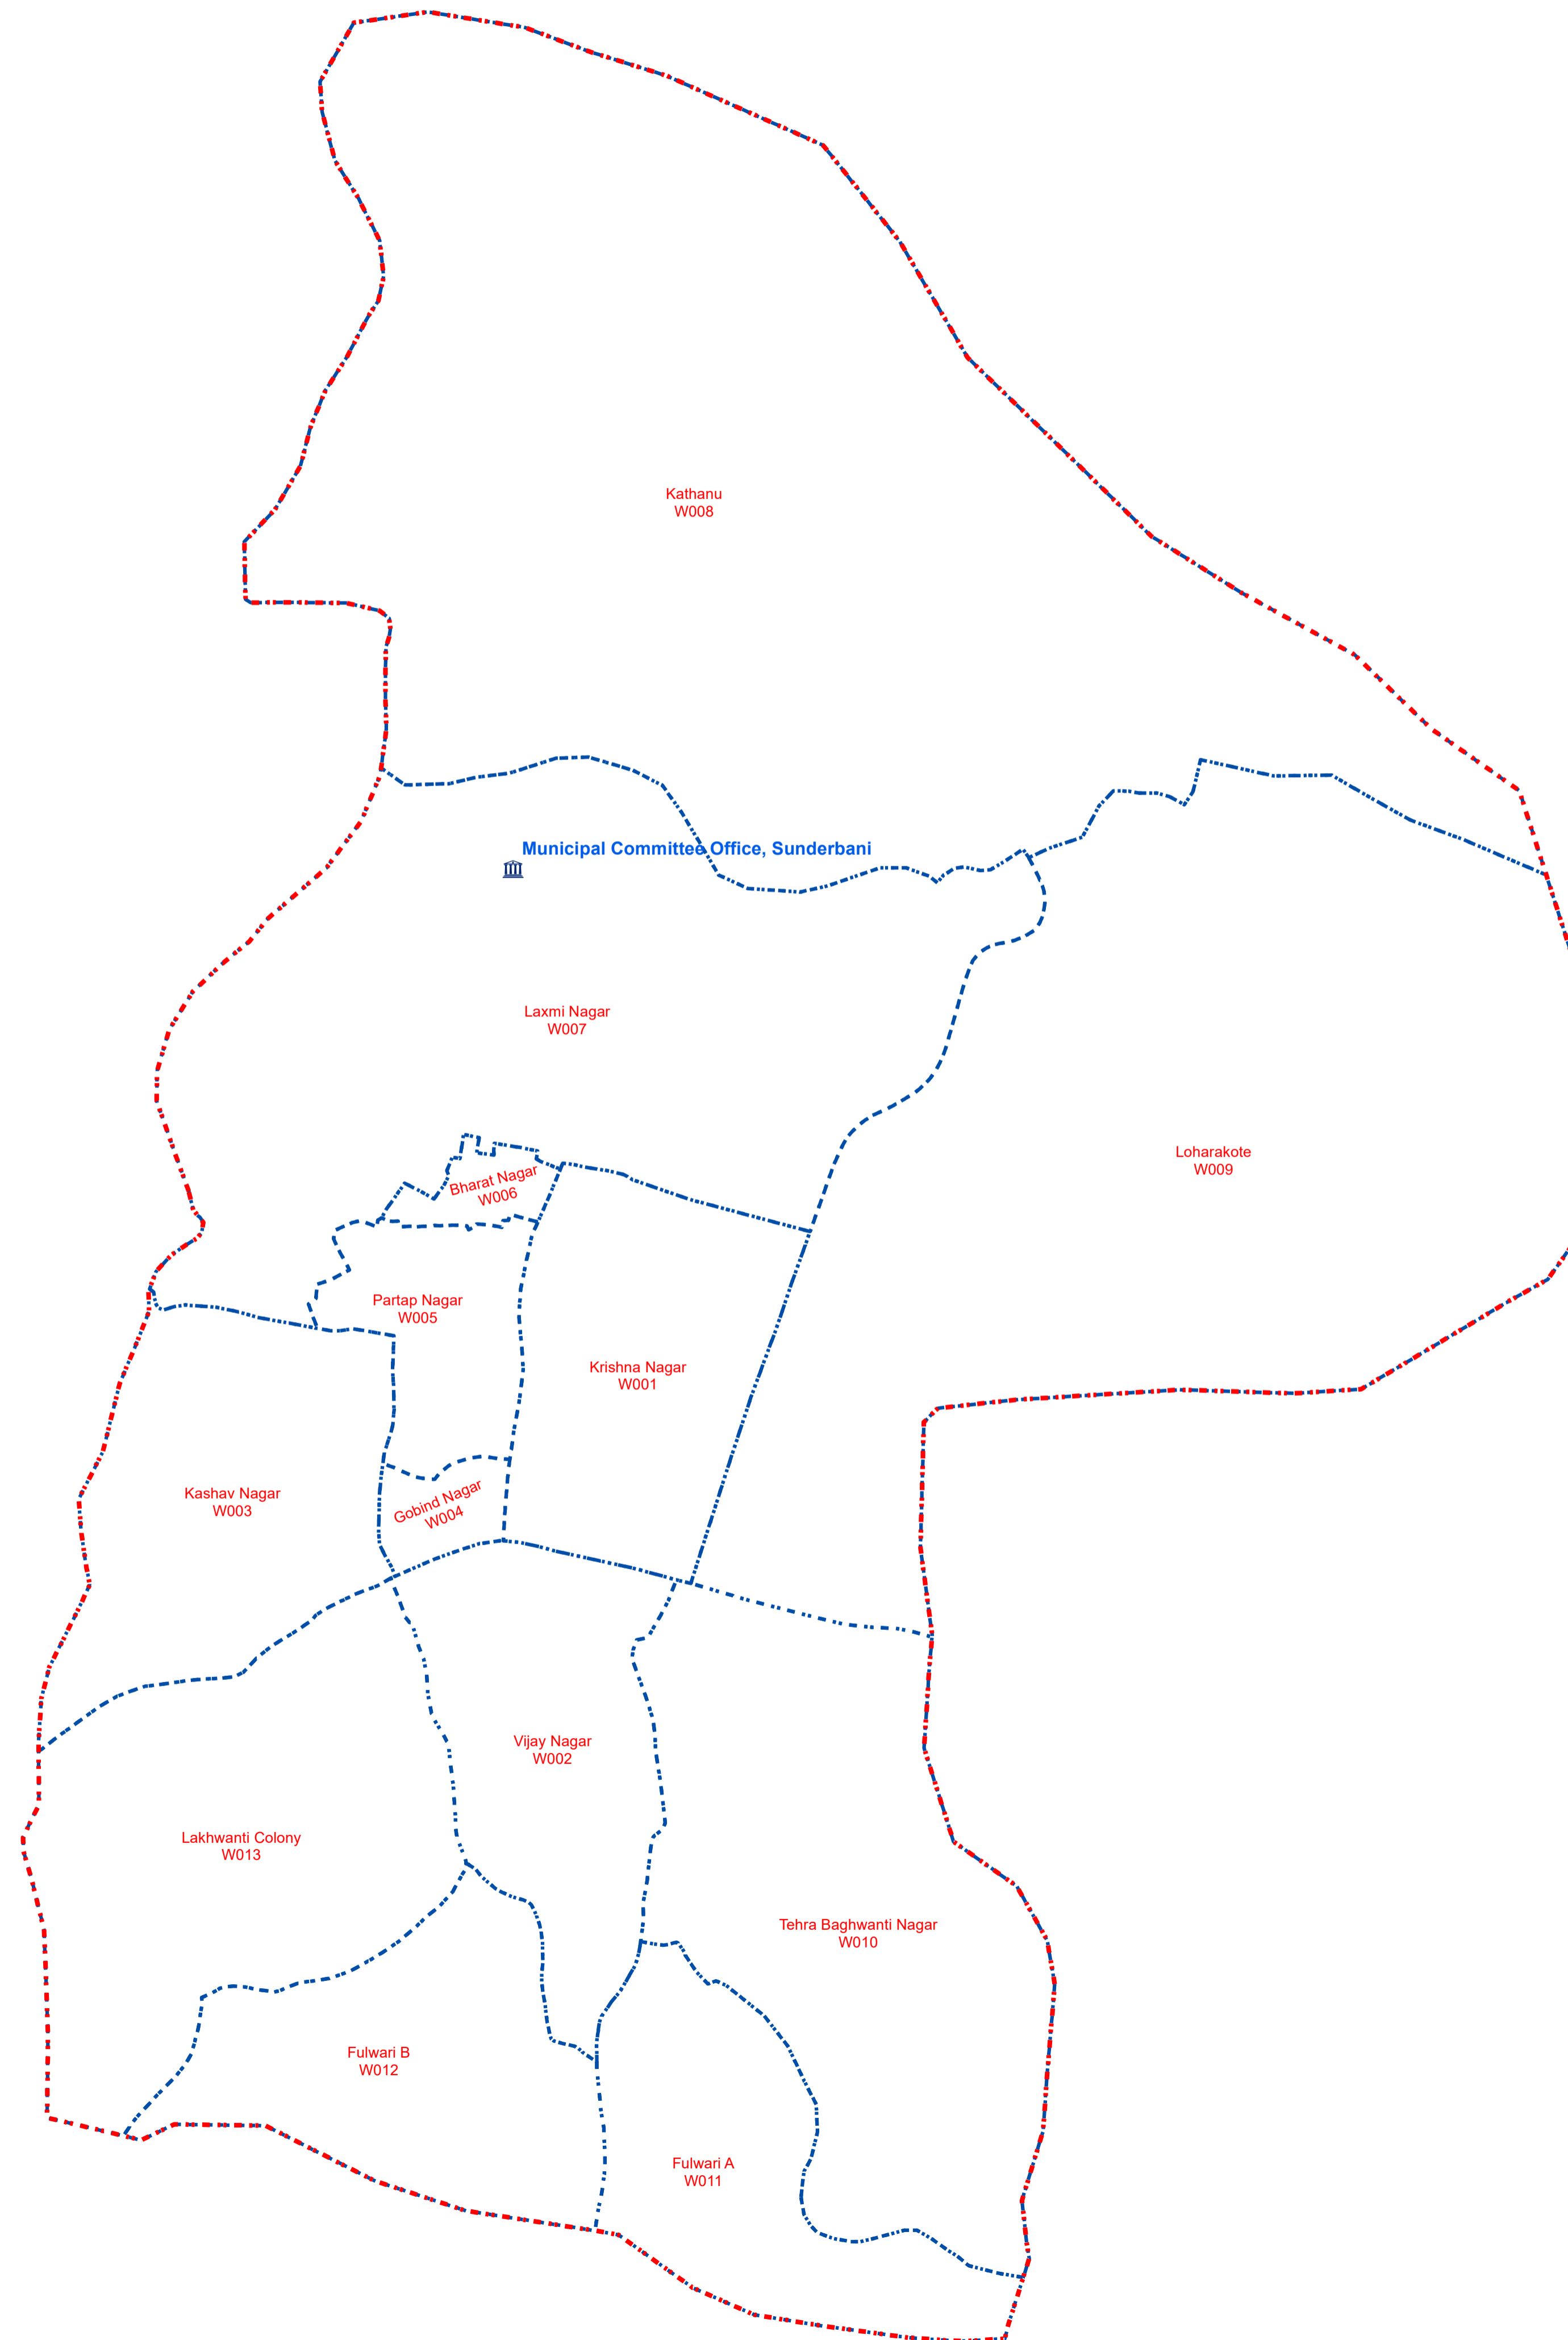 Kathanu
W008
Municipal Committee Office, Sunderbani
Laxmi Nagar
W007
Loharakote
W009
Bharat Nagar
W006
Partap Nagar
W005
Krishna Nagar
W001
Kashav Nagar
W003
Gobind Nagar
W004
Vijay Nagar
W002
Lakhwanti Colony
W013
Tehra Baghwanti Nagar
W010
Fulwari B
W012
Fulwari A
W011